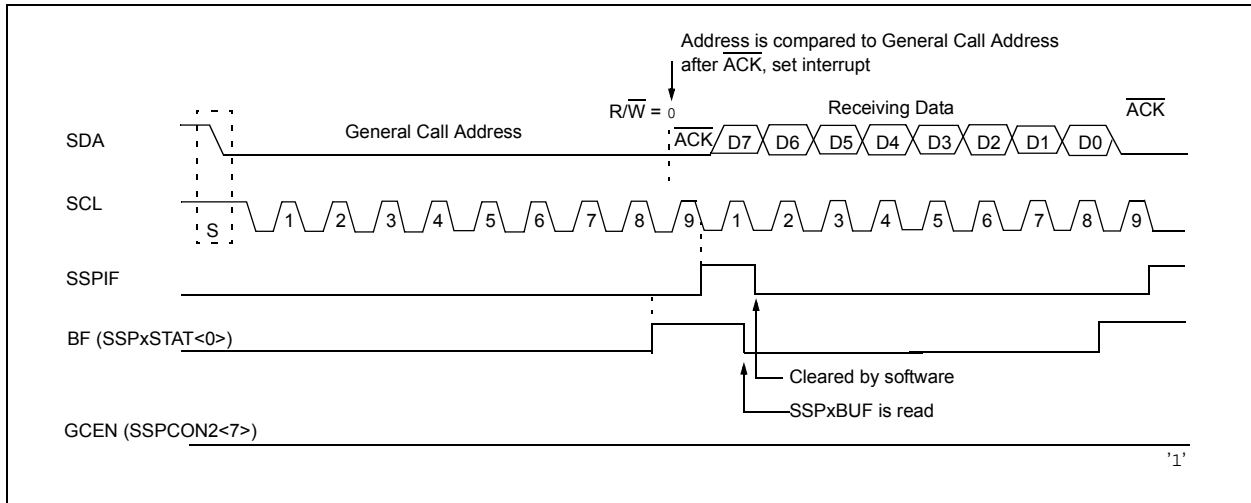 Address is compared to General Call Address
after ACK, set interrupt
R/W = 0
Receiving Data
ACK
SDA
General Call Address
ACK
D7 D6 D5 D4 D3 D2 D1 D0
SCL
S
1 2 3 4 5 6 7 8 9 1 2 3 4 5 6 7 8 9
SSPIF
BF (SSPxSTAT<0>)
Cleared by software
SSPxBUF is read
GCEN (SSPCON2<7>)
'1'